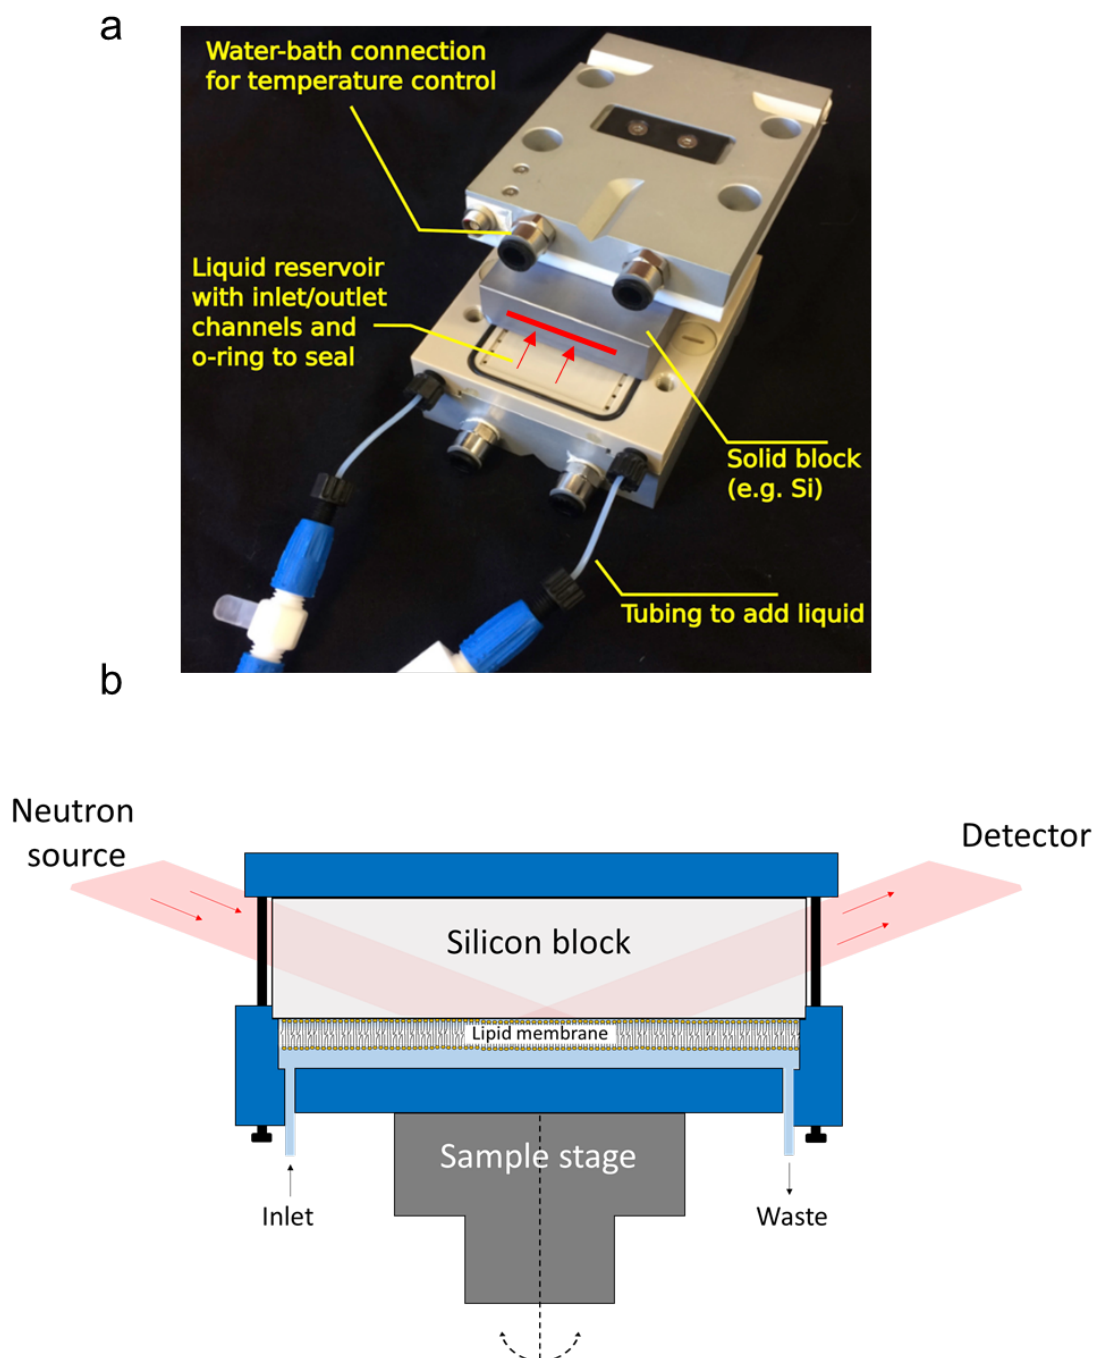 a
Water-bath connection
for temperature control
Liquid reservoir
with inlet/outlet
channels and
o-ring to seal
Solid block
(e.g. Si)
Tubing to add liquid
b
Neutron
source
Detector
Silicon block
Lipid membrane
Sample stage
Inlet
Waste